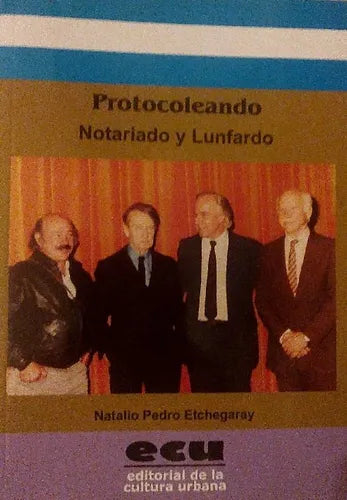 Protocoleando
Notariado y Lunfardo
Natalio Pedro Etchegaray
ecu
editorial de la
cultura urbana